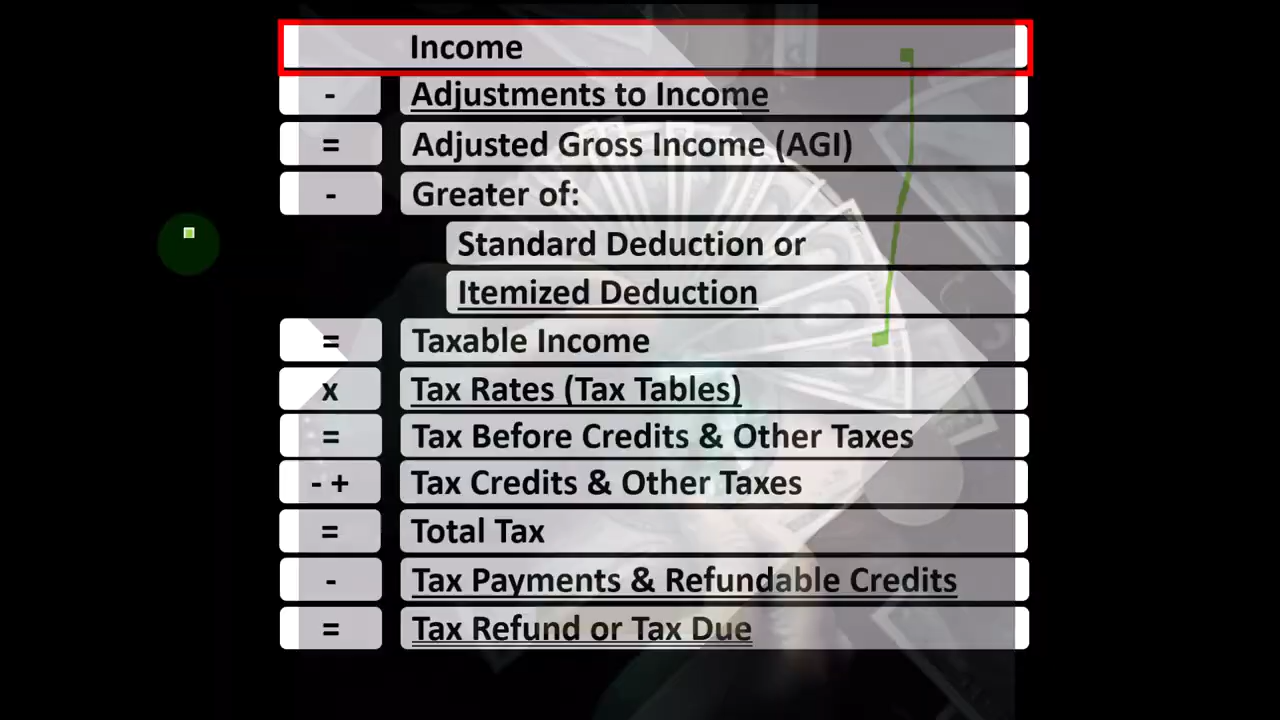 Income
- Adjustments to Income
= Adjusted Gross Income (AGI)
- Greater of:
Standard Deduction or
Itemized Deduction
= Taxable Income
x Tax Rates (Tax Tables)
= Tax Before Credits & Other Taxes
- + Tax Credits & Other Taxes
= Total Tax
- Tax Payments & Refundable Credits
= Tax Refund or Tax Due